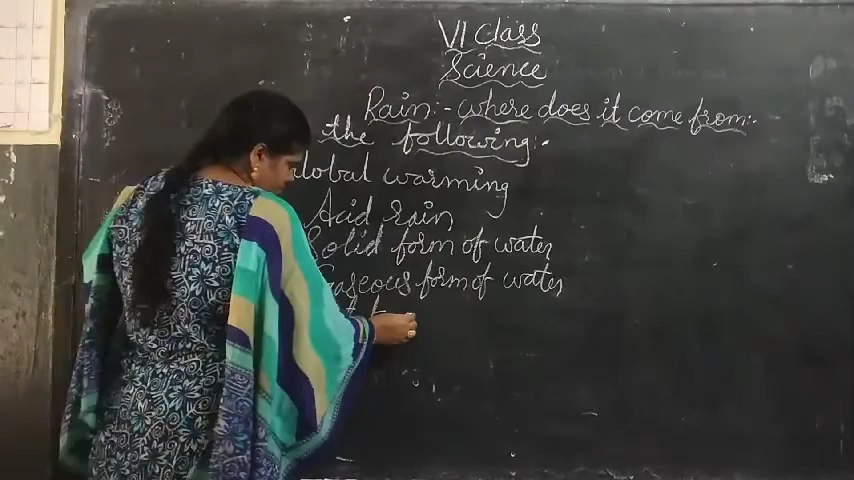 VI Class
Science
Rain:- where does it come from:-
the following:-
lobal warming
Acid rain
Solid form of water
Gaseous form of water